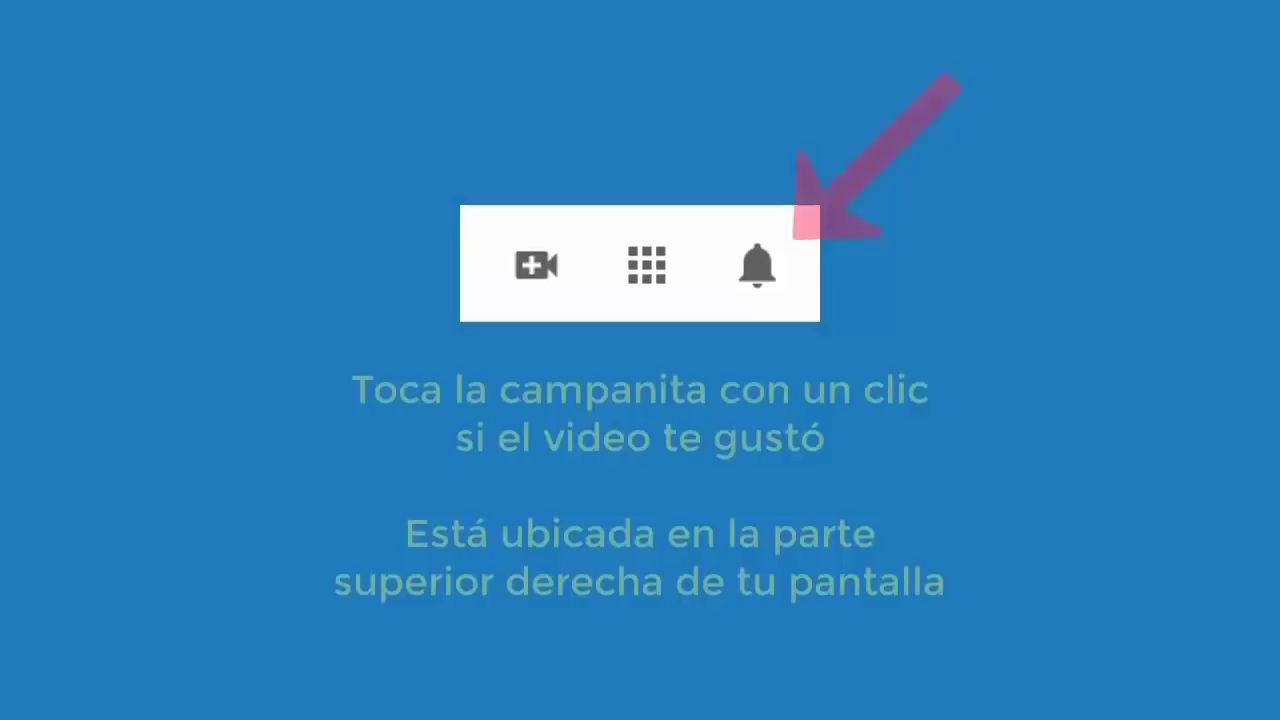 Toca la campanita con un clic
si el video te gustó
Está ubicada en la parte
superior derecha de tu pantalla